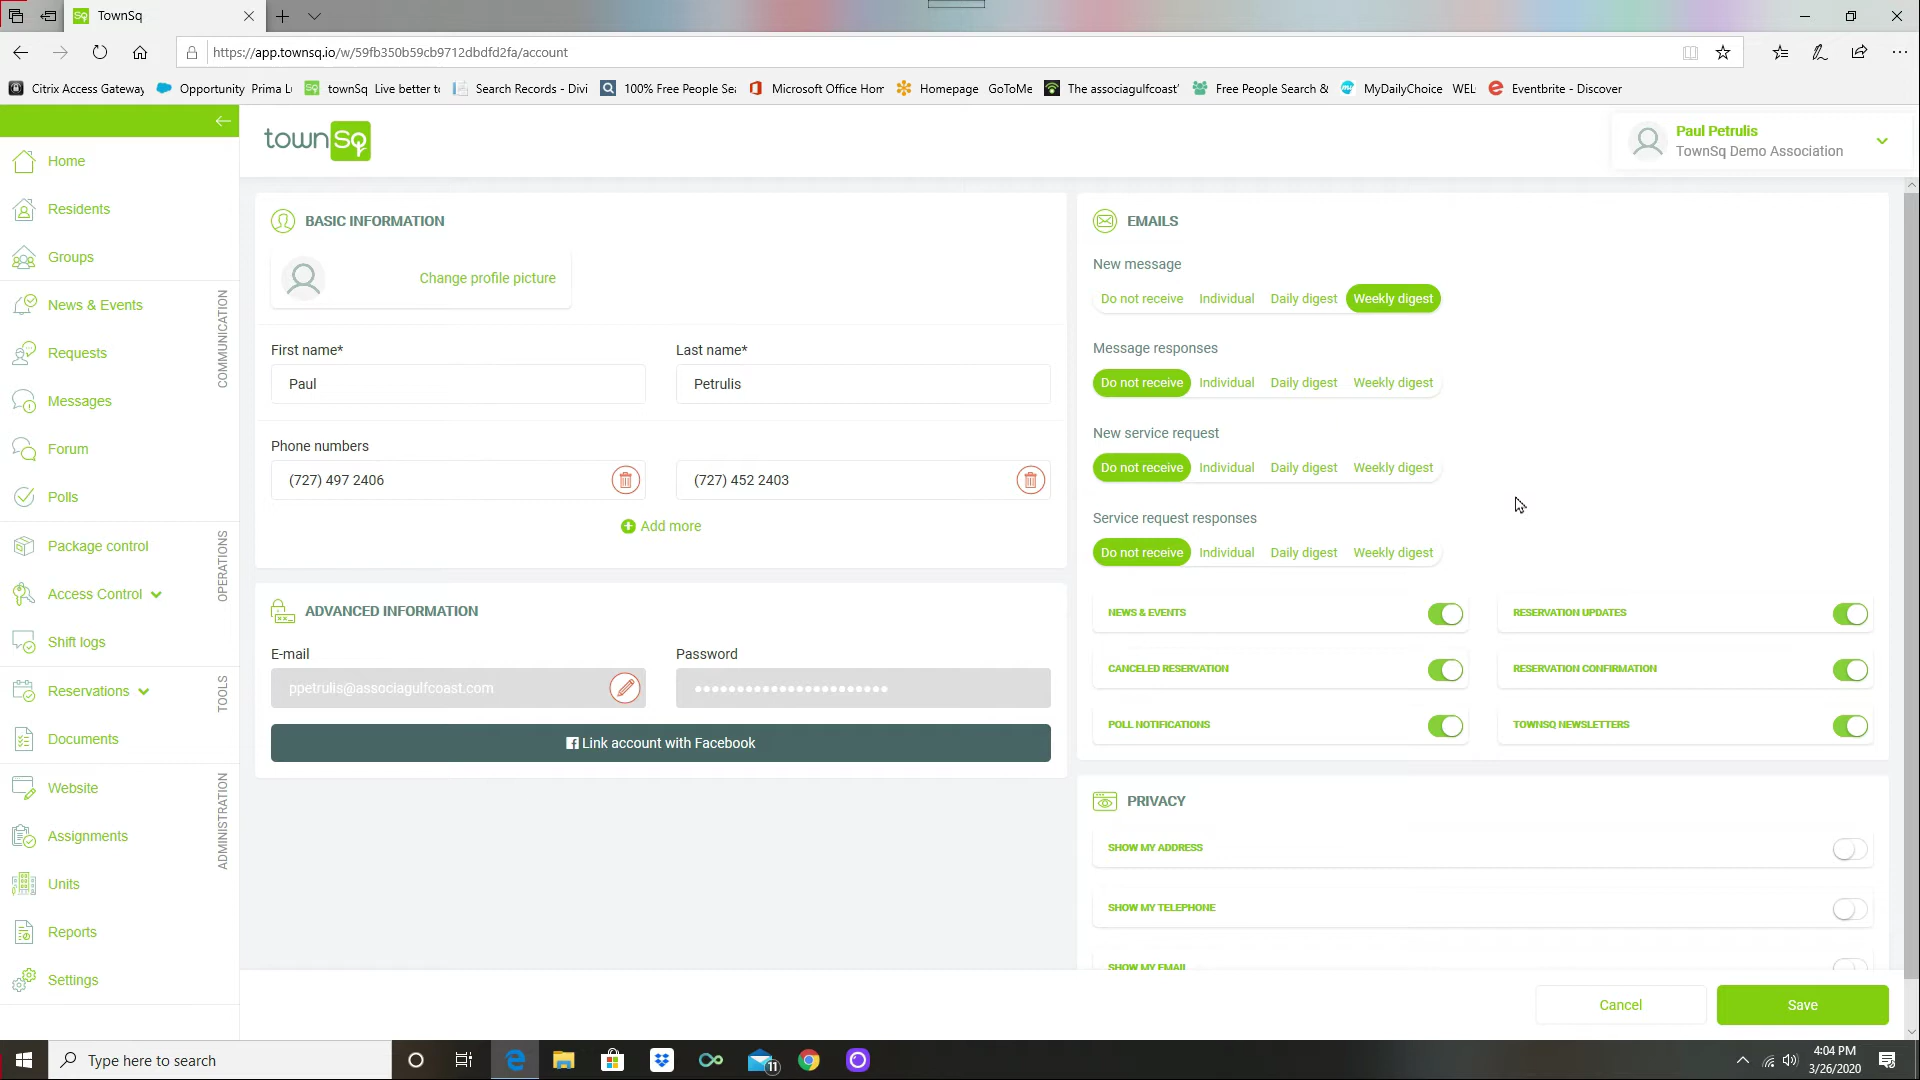 TownSq
https://app.townsq.io/w/59fb350b59cb9712dbdfd2fa/account
Citrix Access Gateway
Opportunity Prima Lu
townSq Live better to
Search Records - Divi
100% Free People Sea
Microsoft Office Hom
Homepage GoToMe
The associagulfcoast'
Free People Search &
MyDailyChoice WEL
Eventbrite - Discover
townSq
Paul Petrulis
TownSq Demo Association
Home
Residents
Groups
COMMUNICATION
News & Events
Requests
Messages
Forum
Polls
OPERATIONS
Package control
Access Control
Shift logs
TOOLS
Reservations
Documents
ADMINISTRATION
Website
Assignments
Units
Reports
Settings
BASIC INFORMATION
Change profile picture
First name*
Last name*
Paul
Petrulis
Phone numbers
(727) 497 2406
(727) 452 2403
Add more
ADVANCED INFORMATION
E-mail
Password
ppetrulis@associagulfcoast.com
Link account with Facebook
EMAILS
New message
Do not receive Individual Daily digest Weekly digest
Message responses
Do not receive Individual Daily digest Weekly digest
New service request
Do not receive Individual Daily digest Weekly digest
Service request responses
Do not receive Individual Daily digest Weekly digest
NEWS & EVENTS
RESERVATION UPDATES
CANCELED RESERVATION
RESERVATION CONFIRMATION
POLL NOTIFICATIONS
TOWNSQ NEWSLETTERS
PRIVACY
SHOW MY ADDRESS
SHOW MY TELEPHONE
SHOW MY EMAIL
Cancel
Save
Type here to search
11
4:04 PM
3/26/2020